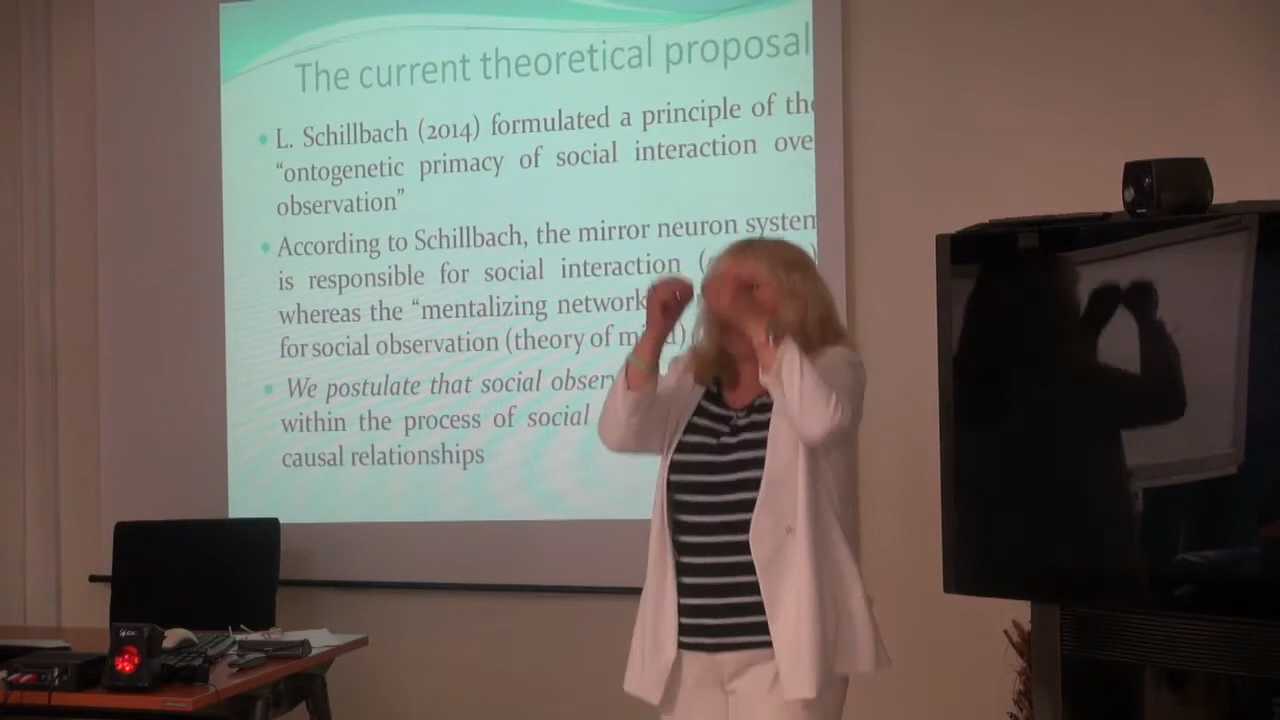 The current theoretical proposal
L. Schillbach (2014) formulated a principle of the
“ontogenetic primacy of social interaction ove
observation”
According to Schillbach, the mirror neuron system
is responsible for social interaction (
whereas the “mentalizing network
for social observation (theory of mind)
We postulate that social obser
within the process of social
causal relationships